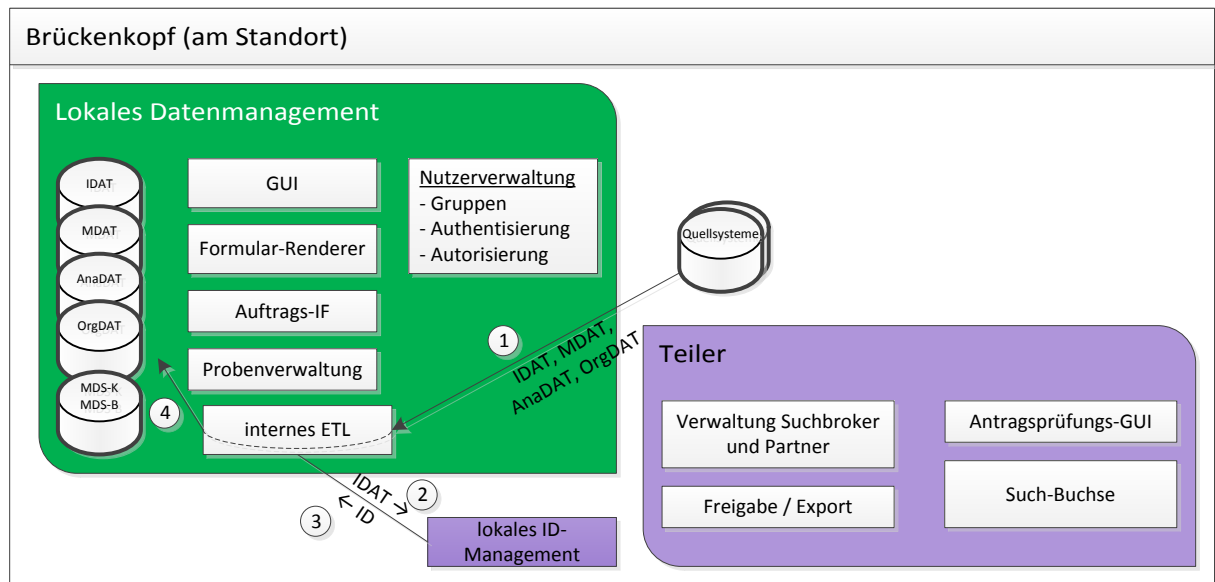 Brückenkopf (am Standort)
Lokales Datenmanagement
IDAT
MDAT
AnaDAT
OrgDAT
MDS-K
MDS-B
GUI
Formular-Renderer
Auftrags-IF
Probenverwaltung
internes ETL
Nutzerverwaltung
- Gruppen
- Authentisierung
- Autorisierung
Quellsysteme
1
IDAT, MDAT,
AnaDAT, OrgDAT
4
IDAT →
2
← ID
3
lokales ID-
Management
Teiler
Verwaltung Suchbroker
und Partner
Freigabe / Export
Antragsprüfungs-GUI
Such-Buchse